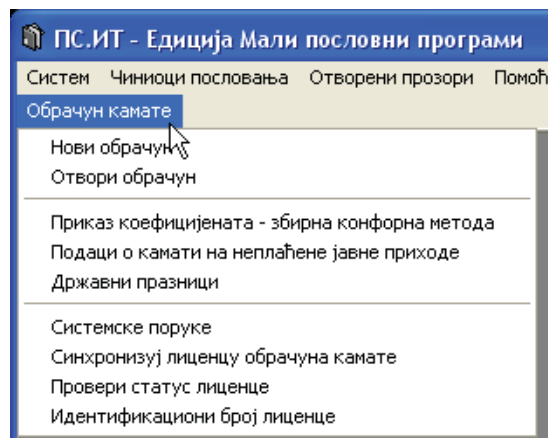 ПС.ИТ - Едиција Мали пословни програми
Систем Чиниоци пословања Отворени прозори Помоћ
Обрачун камате
Нови обрачун
Отвори обрачун
Приказ коефицијената - збирна конфорна метода
Подаци о камати на неплаћене јавне приходе
Државни празници
Системске поруке
Синхронизуј лиценцу обрачуна камате
Провери статус лиценце
Идентификациони број лиценце